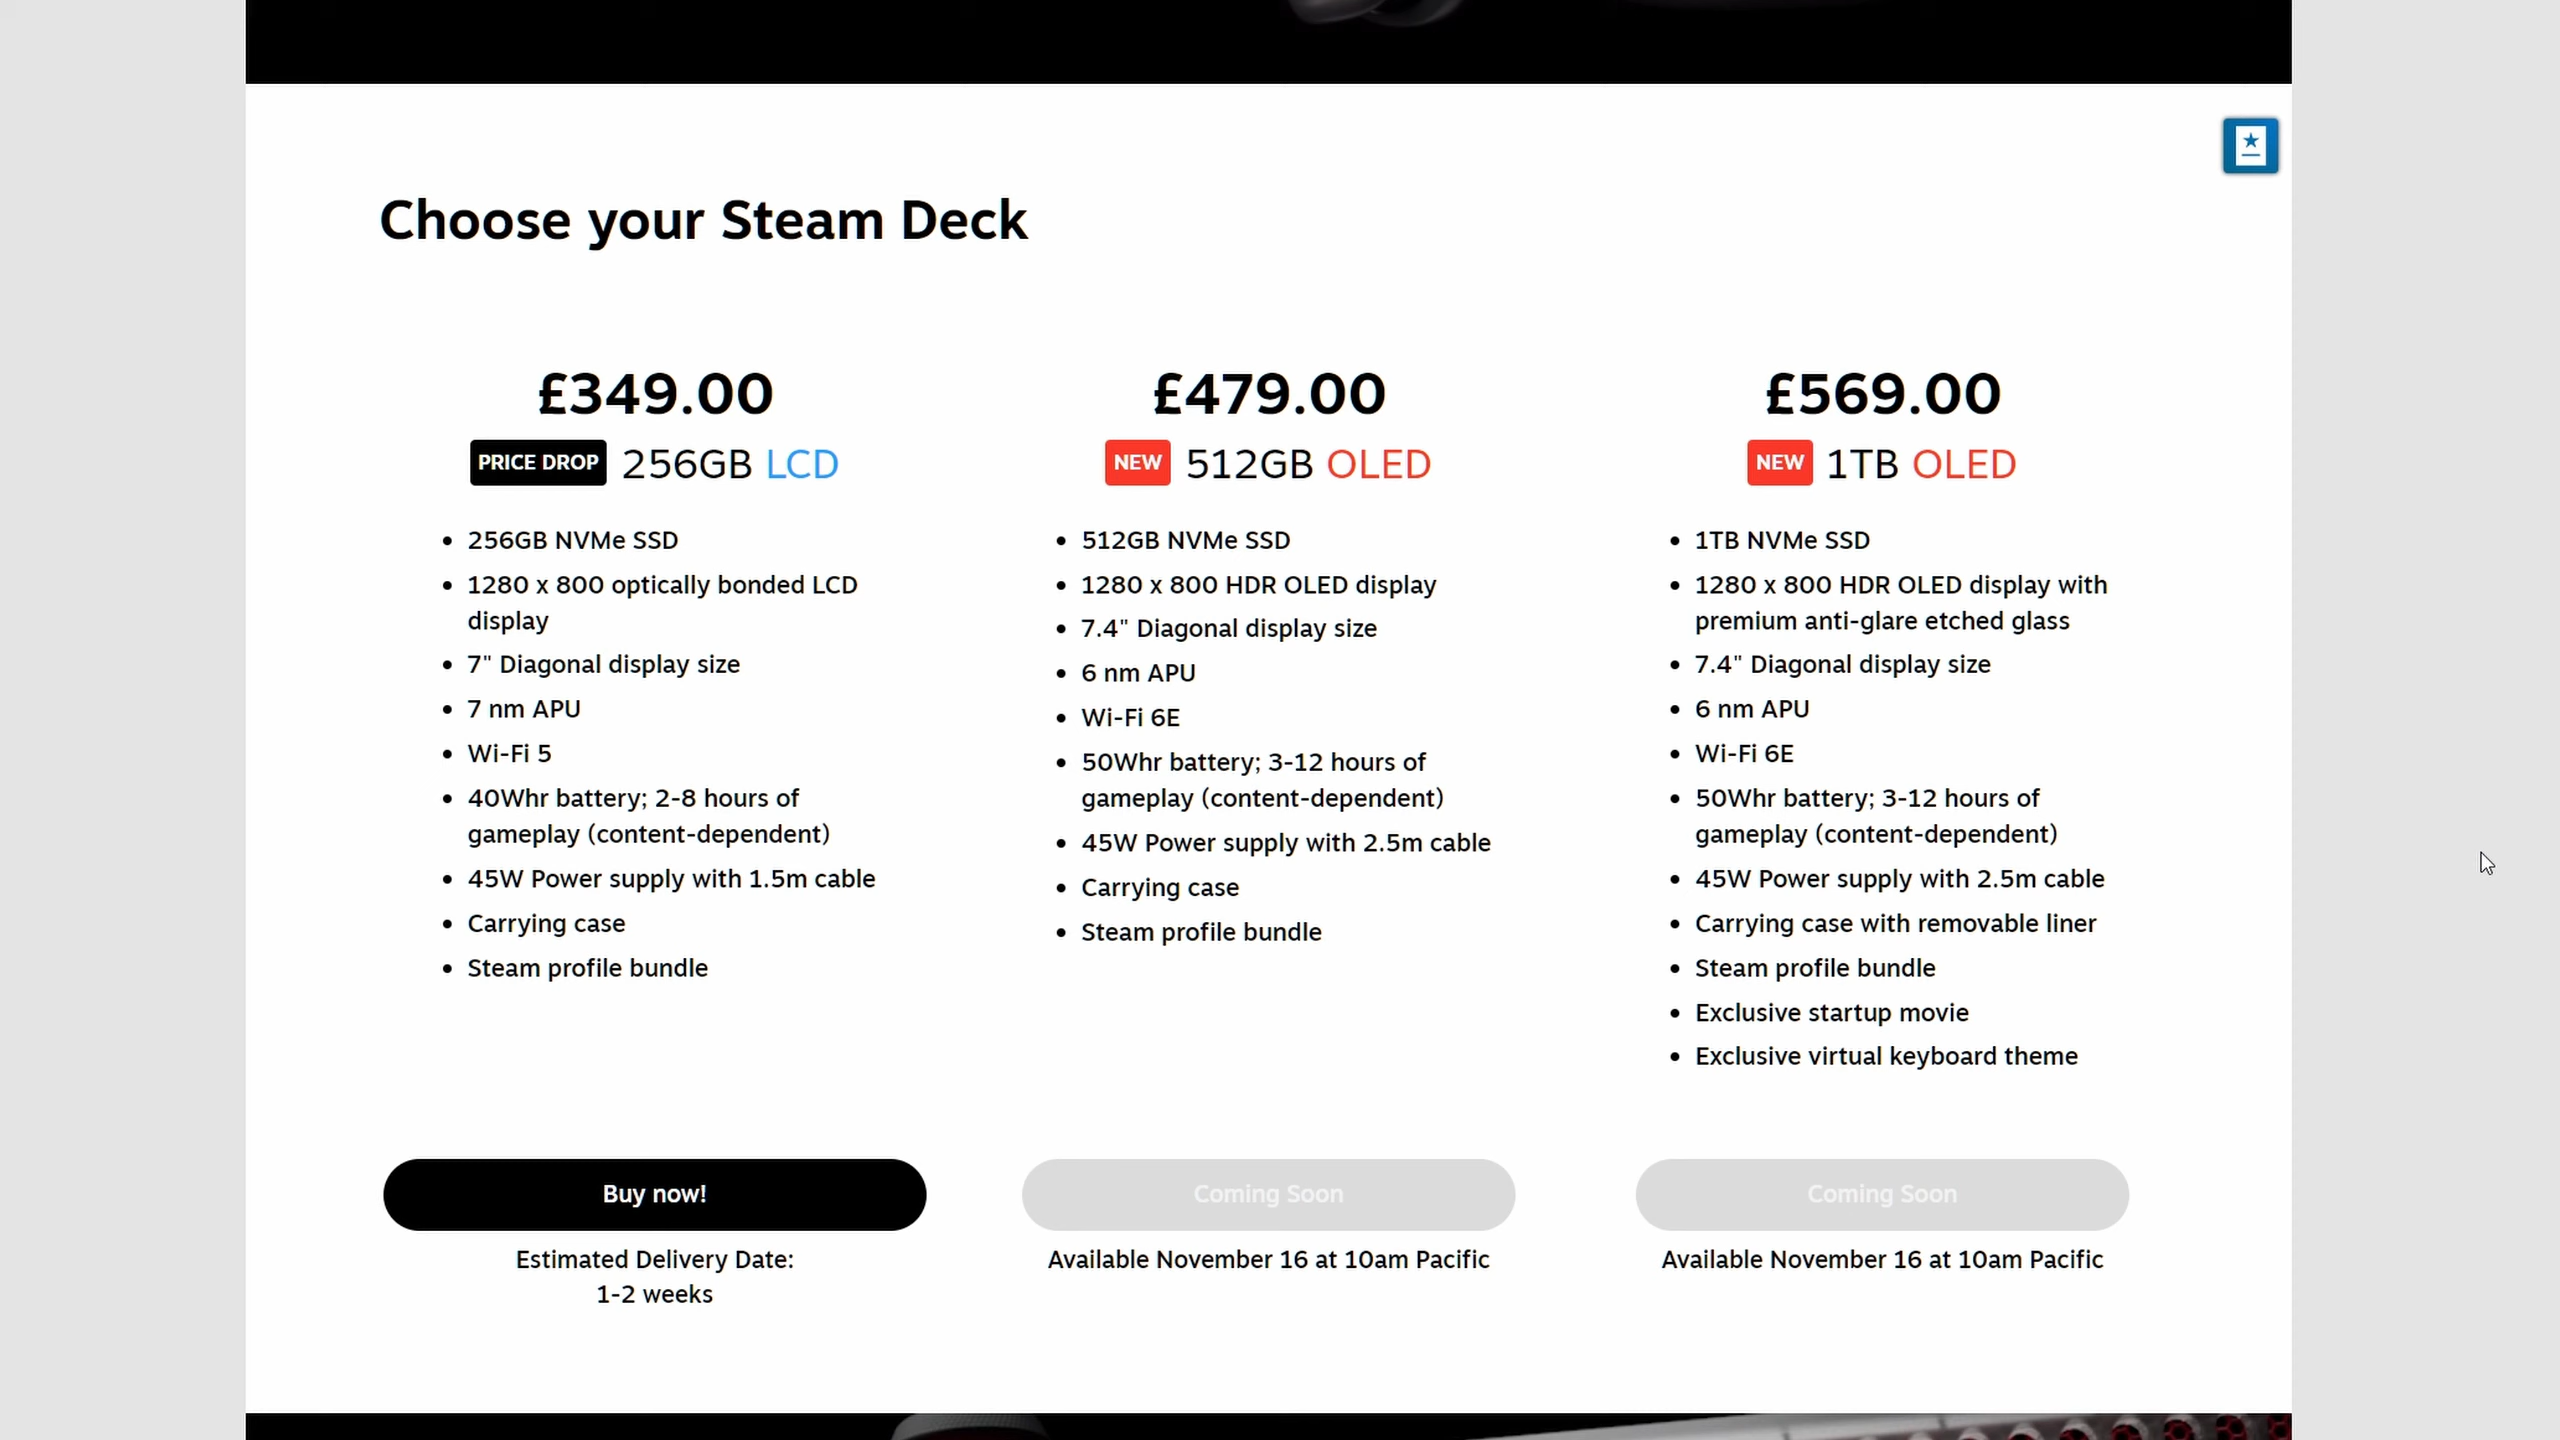 Choose your Steam Deck
£349.00
PRICE DROP 256GB LCD
256GB NVMe SSD
1280 x 800 optically bonded LCD
display
7" Diagonal display size
7 nm APU
Wi-Fi 5
40Whr battery; 2-8 hours of
gameplay (content-dependent)
45W Power supply with 1.5m cable
Carrying case
Steam profile bundle
Buy now!
Estimated Delivery Date:
1-2 weeks
£479.00
NEW 512GB OLED
512GB NVMe SSD
1280 x 800 HDR OLED display
7.4" Diagonal display size
6 nm APU
Wi-Fi 6E
50Whr battery; 3-12 hours of
gameplay (content-dependent)
45W Power supply with 2.5m cable
Carrying case
Steam profile bundle
Coming Soon
Available November 16 at 10am Pacific
£569.00
NEW 1TB OLED
1TB NVMe SSD
1280 x 800 HDR OLED display with
premium anti-glare etched glass
7.4" Diagonal display size
6 nm APU
Wi-Fi 6E
50Whr battery; 3-12 hours of
gameplay (content-dependent)
45W Power supply with 2.5m cable
Carrying case with removable liner
Steam profile bundle
Exclusive startup movie
Exclusive virtual keyboard theme
Coming Soon
Available November 16 at 10am Pacific